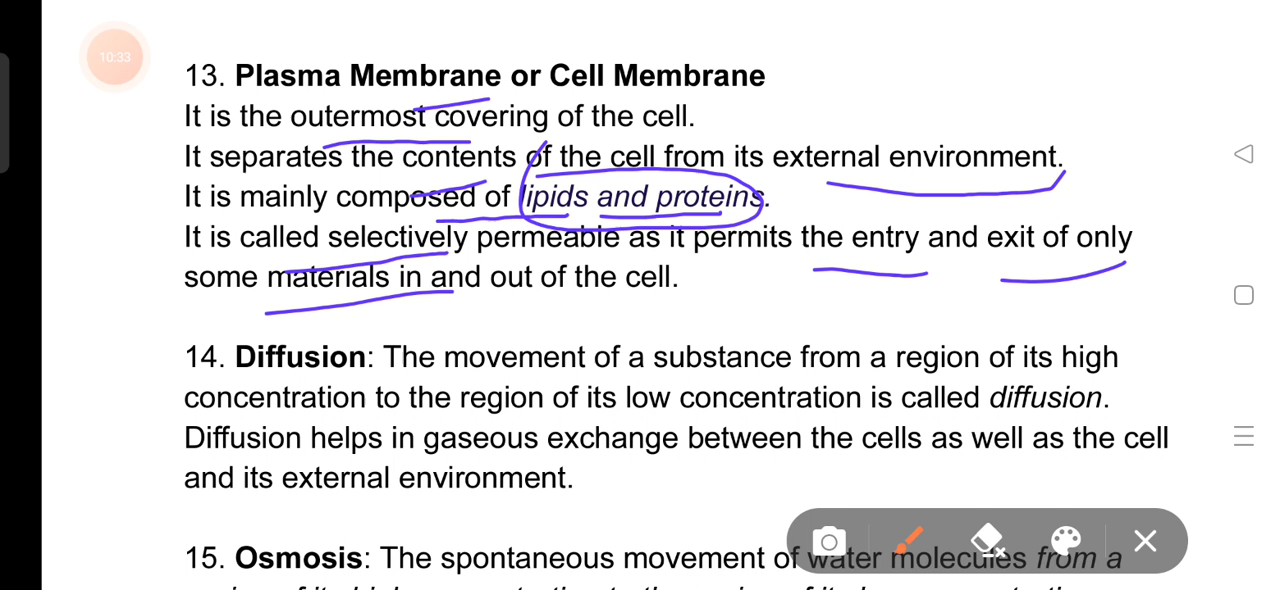 10:33
13. Plasma Membrane or Cell Membrane
It is the outermost covering of the cell.
It separates the contents of the cell from its external environment.
It is mainly composed of lipids and proteins.
It is called selectively permeable as it permits the entry and exit of only
some materials in and out of the cell.
14. Diffusion: The movement of a substance from a region of its high
concentration to the region of its low concentration is called diffusion.
Diffusion helps in gaseous exchange between the cells as well as the cell
and its external environment.
15. Osmosis: The spontaneous movement of water molecules from a